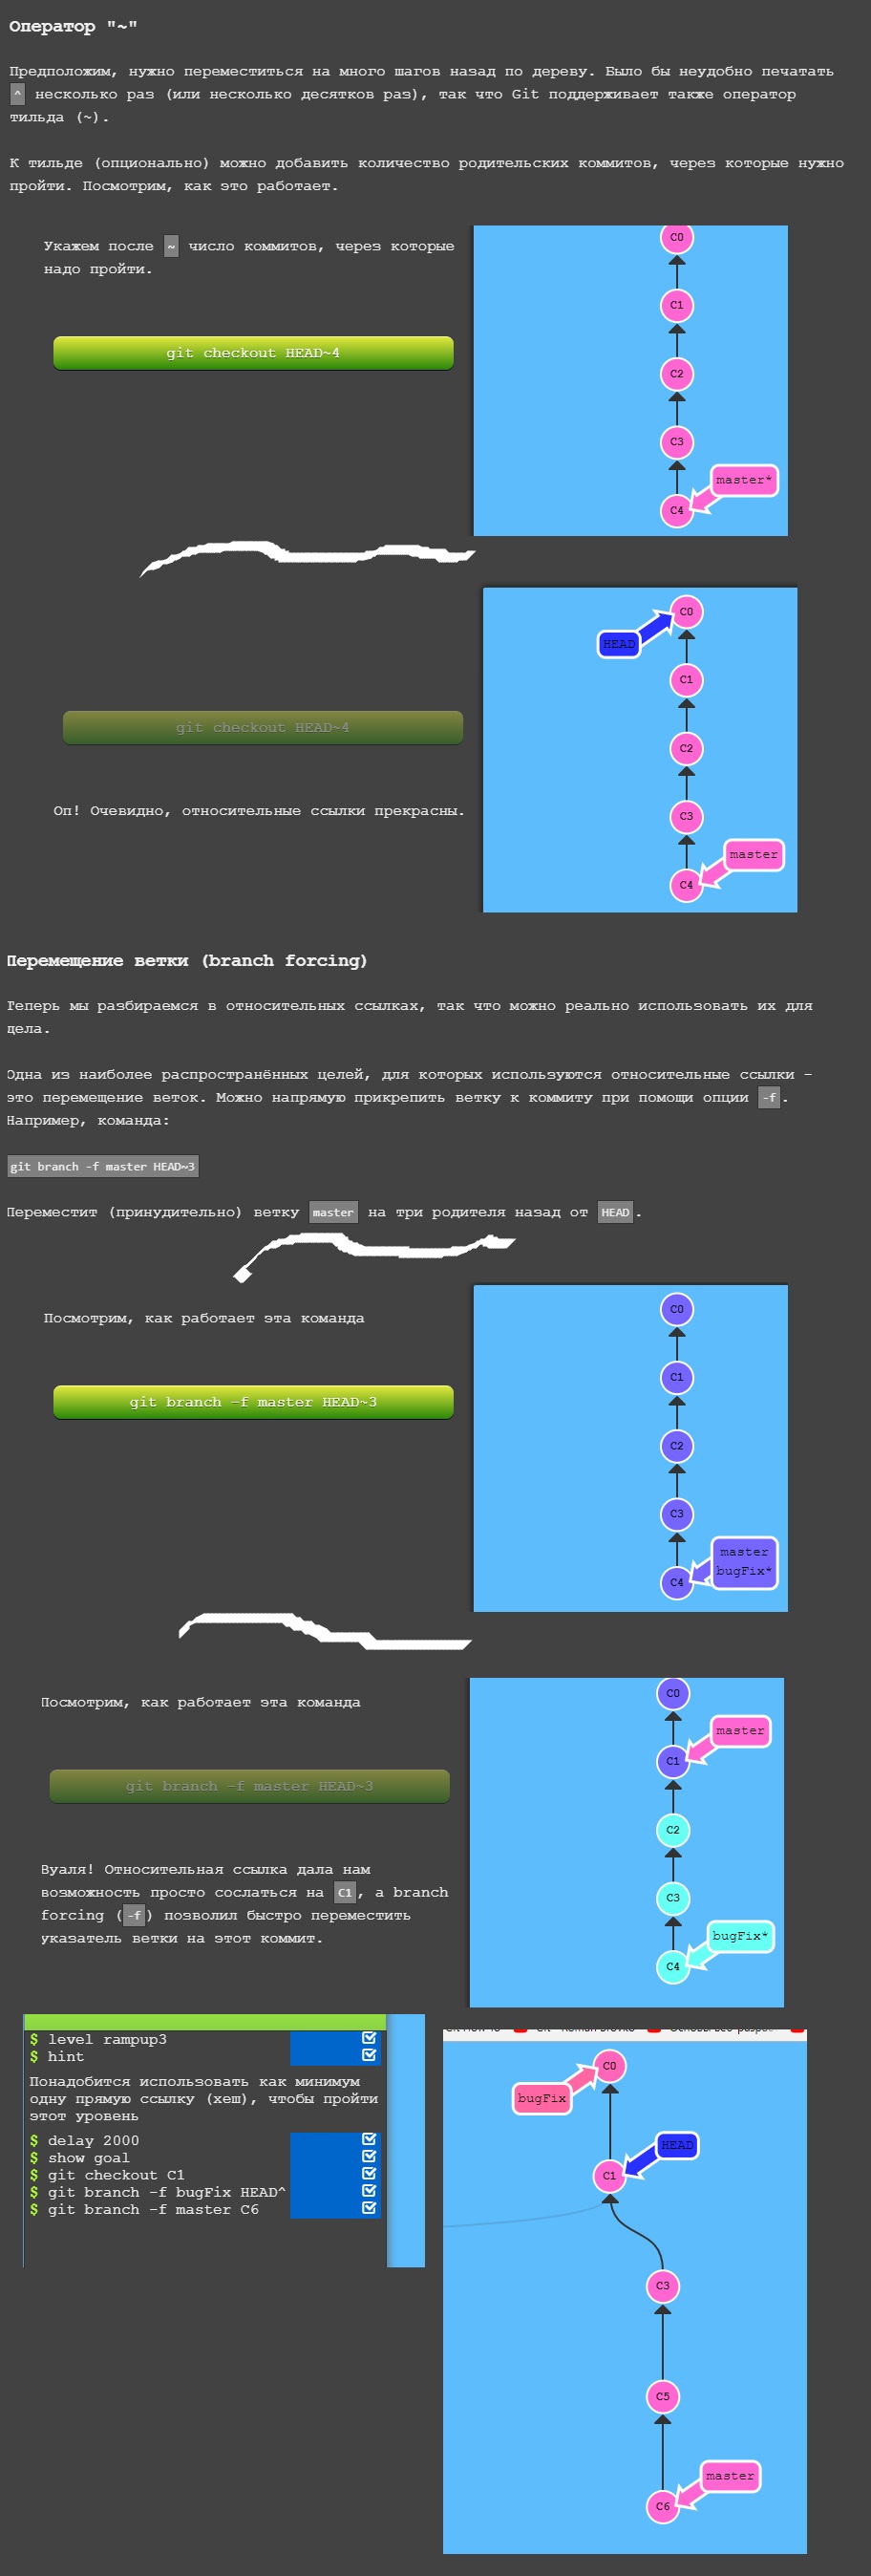 Оператор "~"
Предположим, нужно переместиться на много шагов назад по дереву. Было бы неудобно печатать
^ несколько раз (или несколько десятков раз), так что Git поддерживает также оператор
тильда (~).
К тильде (опционально) можно добавить количество родительских коммитов, через которые нужно
пройти. Посмотрим, как это работает.
Укажем после ~ число коммитов, через которые
надо пройти.
git checkout HEAD~4
C0
C1
C2
C3
master*
C4
C0
HEAD
C1
git checkout HEAD~4
C2
Оп! Очевидно, относительные ссылки прекрасны.
C3
master
C4
Перемещение ветки (branch forcing)
Теперь мы разбираемся в относительных ссылках, так что можно реально использовать их для
дела.
Одна из наиболее распространённых целей, для которых используются относительные ссылки –
это перемещение веток. Можно напрямую прикрепить ветку к коммиту при помощи опции -f.
Например, команда:
git branch -f master HEAD~3
Переместит (принудительно) ветку master на три родителя назад от HEAD.
Посмотрим, как работает эта команда
git branch -f master HEAD~3
C0
C1
C2
C3
master
bugFix*
C4
Посмотрим, как работает эта команда
git branch -f master HEAD~3
Вуаля! Относительная ссылка дала нам
возможность просто сослаться на C1, а branch
forcing (-f) позволил быстро переместить
указатель ветки на этот коммит.
C0
master
C1
C2
C3
bugFix*
C4
$ level rampup3
$ hint
Понадобится использовать как минимум
одну прямую ссылку (хеш), чтобы пройти
этот уровень
$ delay 2000
$ show goal
$ git checkout C1
$ git branch -f bugFix HEAD^
$ git branch -f master C6
C0
bugFix
HEAD
C1
C3
C5
master
C6